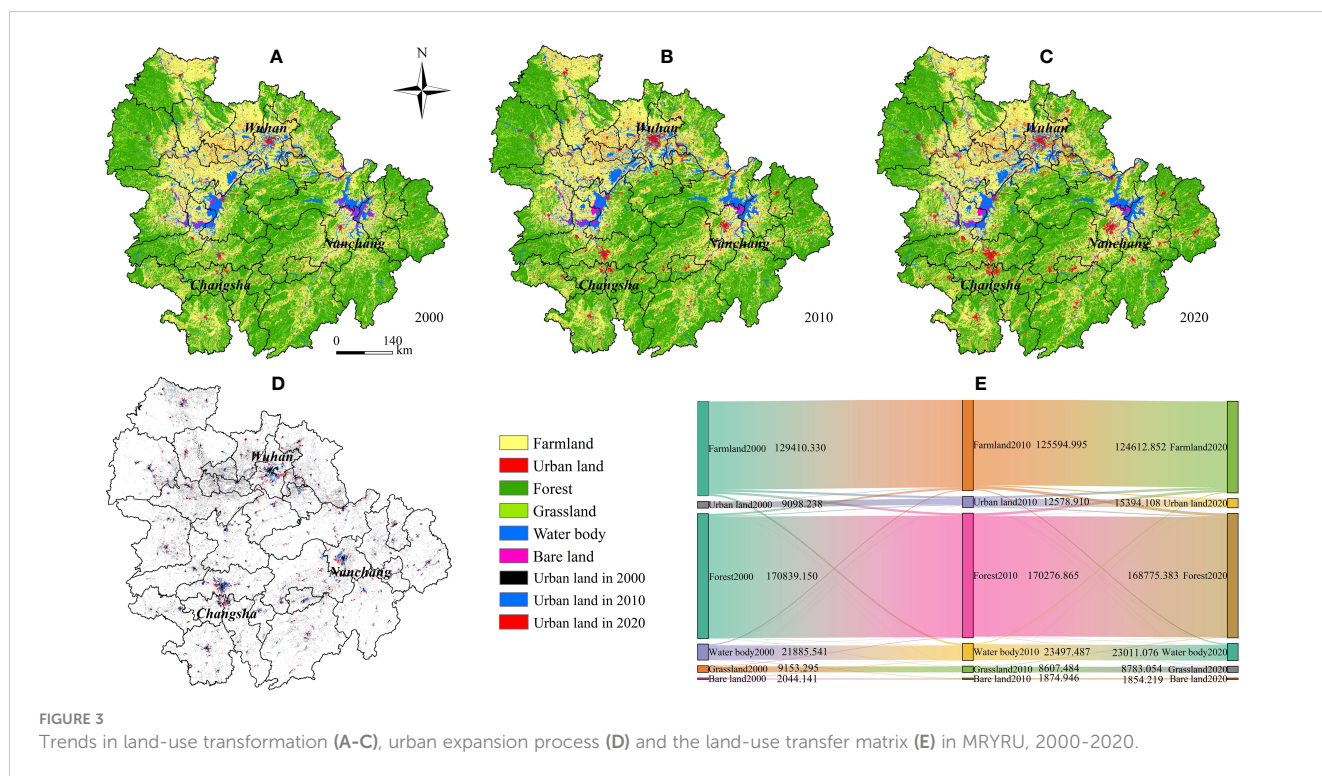 A
N
B
C
Wuhan
Nanchang
Changsha
2000
0 140
km
Wuhan
Nanchang
Changsha
2010
Wuhan
Nanchang
Changsha
2020
D
Wuhan
Nanchang
Changsha
Farmland
Urban land
Forest
Grassland
Water body
Bare land
Urban land in 2000
Urban land in 2010
Urban land in 2020
E
Farmland2000 129410.330 Farmland2010 125594.995 124612.852 Farmland2020
Urban land2000 9098.238 Urban land2010 12578.910 15394.108 Urban land2020
Forest2000 170839.150 Forest2010 170276.865 168775.383 Forest2020
Water body2000 21885.541 Water body2010 23497.487 23011.076 Water body2020
Grassland2000 9153.295 Grassland2010 8607.484 8783.054 Grassland2020
Bare land2000 2044.141 Bare land2010 1874.946 1854.219 Bare land2020
FIGURE 3
Trends in land-use transformation (A-C), urban expansion process (D) and the land-use transfer matrix (E) in MRYRU, 2000-2020.